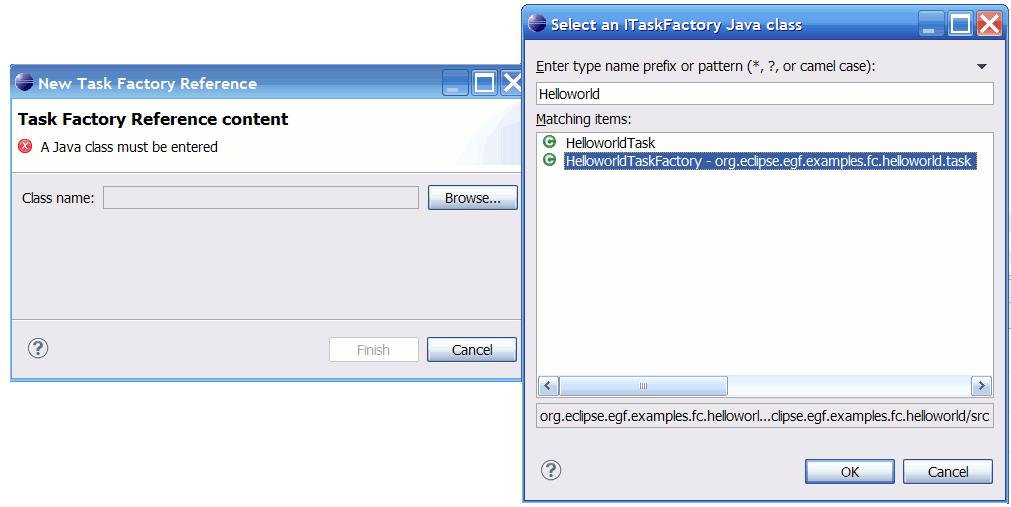 New Task Factory Reference
Task Factory Reference content
A Java class must be entered
Class name:
Browse...
?
Finish
Cancel
Select an ITaskFactory Java class
Enter type name prefix or pattern (*, ?, or camel case):
Helloworld
Matching items:
C HelloworldTask
C HelloworldTaskFactory - org.eclipse.egf.examples.fc.helloworld.task
org.eclipse.egf.examples.fc.helloworl...clipse.egf.examples.fc.helloworld/src
?
OK
Cancel